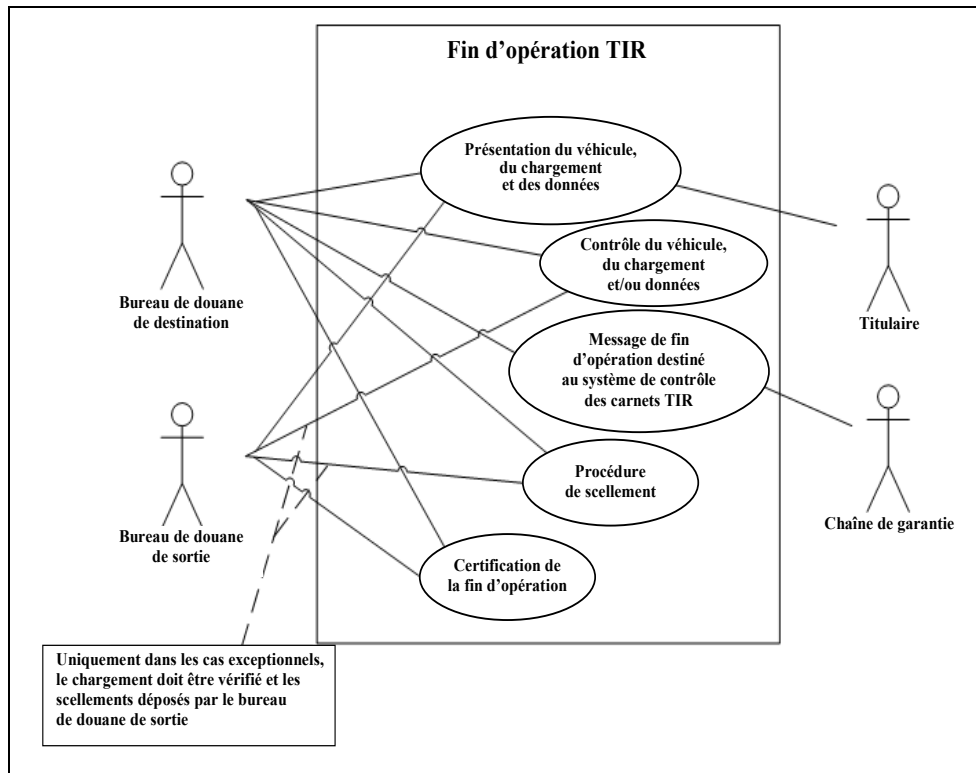 Fin d’opération TIR
Présentation du véhicule,
du chargement
et des données
Contrôle du véhicule,
du chargement
et/ou données
Message de fin
d’opération destiné
au système de contrôle
des carnets TIR
Procédure
de scellement
Certification de
la fin d’opération
Bureau de douane
de destination
Bureau de douane
de sortie
Titulaire
Chaîne de garantie
Uniquement dans les cas exceptionnels,
le chargement doit être vérifié et les
scellements déposés par le bureau
de douane de sortie